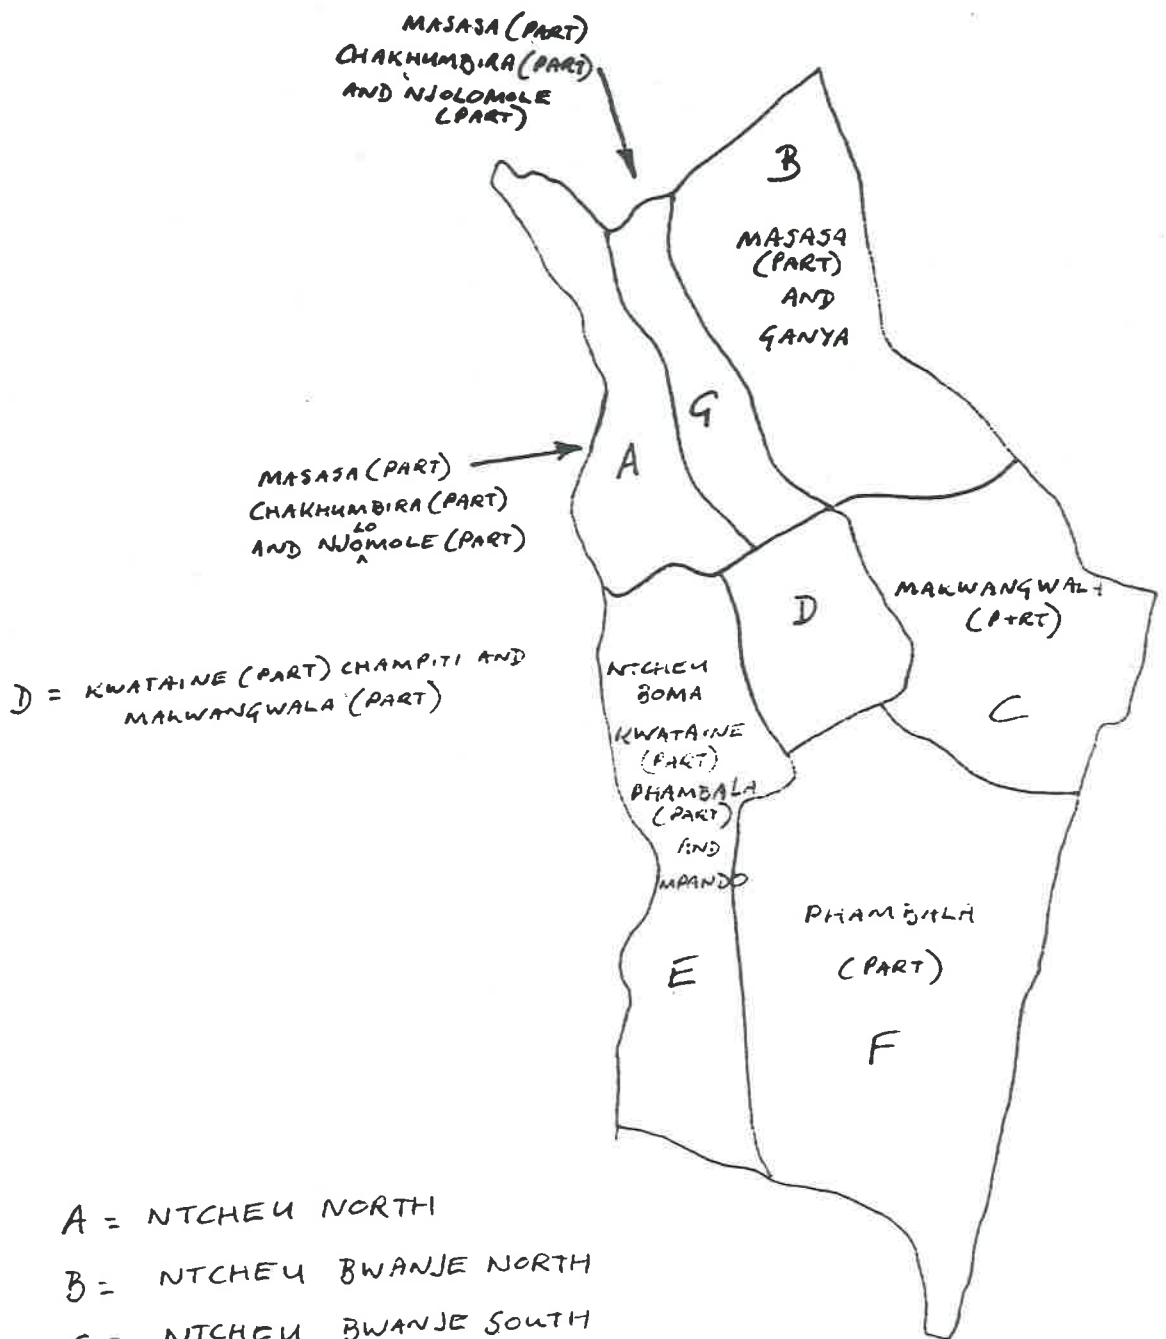 MASASA (PART)
CHAKHUMBIRA (PART)
AND NJOLOMOLE
(PART)
B
MASASA
(PART)
AND
GANYA
G
A
MASASA (PART)
CHAKHUMBIRA (PART)
LO
AND NJOMOLE (PART)
^
MAKWANGWALA
(PART)
C
D
D = KWATAINE (PART) CHAMPITI AND
MAKWANGWALA (PART)
NTCHEU
BOMA
KWATAINE
(PART)
PHAMBALA
(PART)
AND
MPANDO
E
PHAMBALA
(PART)
F
A = NTCHEU NORTH
B = NTCHEU BWANJE NORTH
C = NTCHEU BWANJE SOUTH